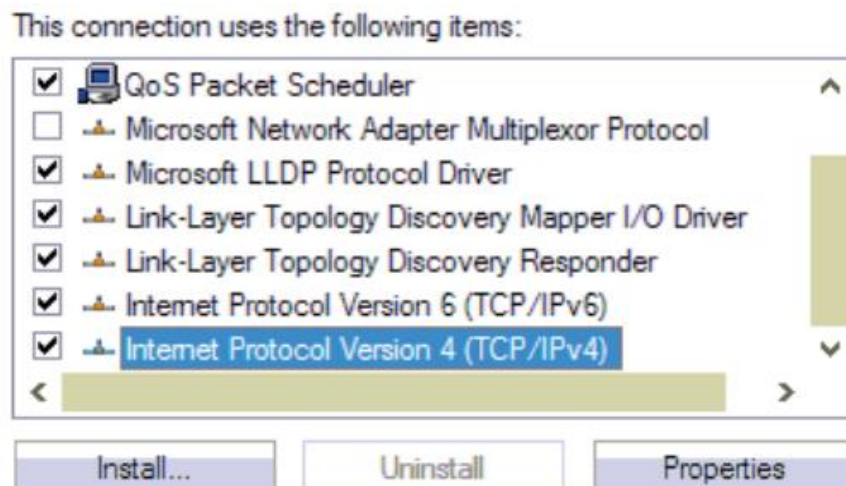 This connection uses the following items:
QoS Packet Scheduler
Microsoft Network Adapter Multiplexor Protocol
Microsoft LLDP Protocol Driver
Link-Layer Topology Discovery Mapper I/O Driver
Link-Layer Topology Discovery Responder
Internet Protocol Version 6 (TCP/IPv6)
Internet Protocol Version 4 (TCP/IPv4)
Install... Uninstall Properties